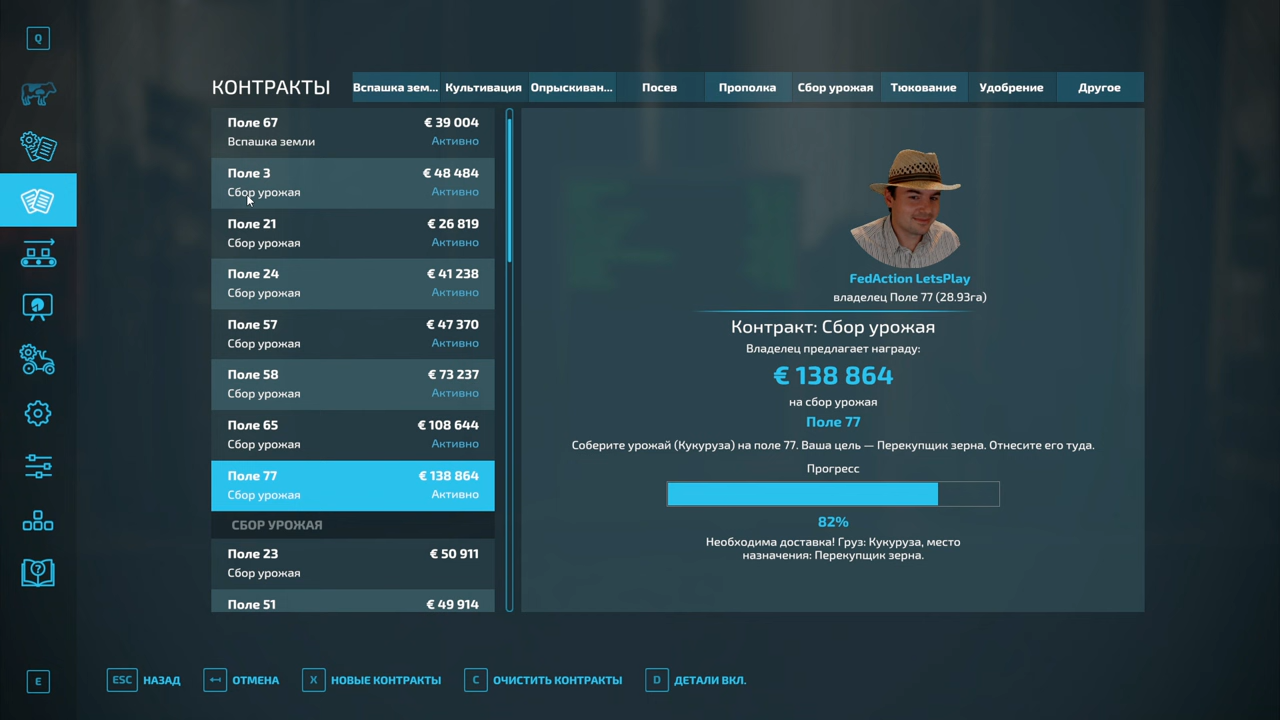 Q
КОНТРАКТЫ
Вспашка зем...
Культивация
Опрыскиван...
Посев
Прополка
Сбор урожая
Тюкование
Удобрение
Другое
Поле 67 € 39 004
Вспашка земли Активно
Поле 3 € 48 484
Сбор урожая Активно
Поле 21 € 26 819
Сбор урожая Активно
Поле 24 € 41 238
Сбор урожая Активно
Поле 57 € 47 370
Сбор урожая Активно
Поле 58 € 73 237
Сбор урожая Активно
Поле 65 € 108 644
Сбор урожая Активно
Поле 77 € 138 864
Сбор урожая Активно
СБОР УРОЖАЯ
Поле 23 € 50 911
Сбор урожая
Поле 51 € 49 914
FedAction LetsPlay
владелец Поле 77 (28.93га)
Контракт: Сбор урожая
Владелец предлагает награду:
€ 138 864
на сбор урожая
Поле 77
Соберите урожай (Кукуруза) на поле 77. Ваша цель — Перекупщик зерна. Отнесите его туда.
Прогресс
82%
Необходима доставка! Груз: Кукуруза, место
назначения: Перекупщик зерна.
E
ESC НАЗАД
ОТМЕНА
X НОВЫЕ КОНТРАКТЫ
C ОЧИСТИТЬ КОНТРАКТЫ
D ДЕТАЛИ ВКЛ.